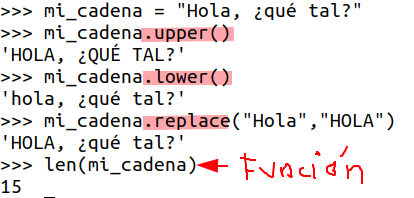 >>> mi_cadena = "Hola, ¿qué tal?"
>>> mi_cadena.upper()
'HOLA, ¿QUÉ TAL?'
>>> mi_cadena.lower()
'hola, ¿qué tal?'
>>> mi_cadena.replace("Hola","HOLA")
'HOLA, ¿qué tal?'
>>> len(mi_cadena) Función
15 _